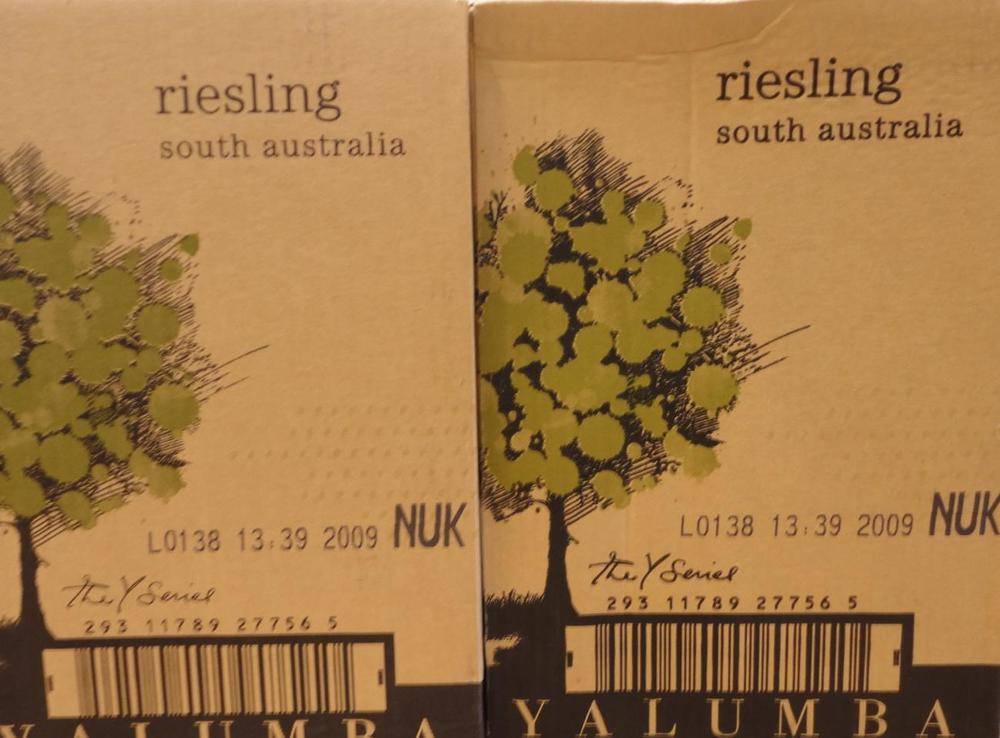 riesling
south australia
L0138 13:39 2009 NUK
the Y Series
293 11789 27756 5
YALUMBA
riesling
south australia
L0138 13:39 2009 NUK
the Y Series
293 11789 27756 5
YALUMBA